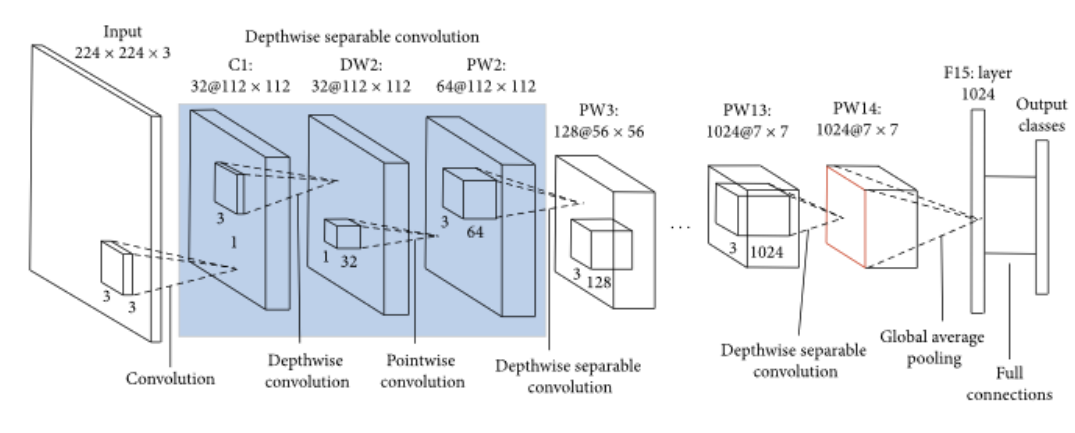 Input
224 × 224 × 3
Depthwise separable convolution
C1:
32@112 × 112
DW2:
32@112 × 112
PW2:
64@112 × 112
PW3:
128@56 × 56
PW13:
1024@7 × 7
PW14:
1024@7 × 7
F15: layer
1024
Output
classes
3
3
3
1
1
32
3
64
3
128
...
3
1024
Convolution
Depthwise
convolution
Pointwise
convolution
Depthwise separable
convolution
Depthwise separable
convolution
Global average
pooling
Full
connections